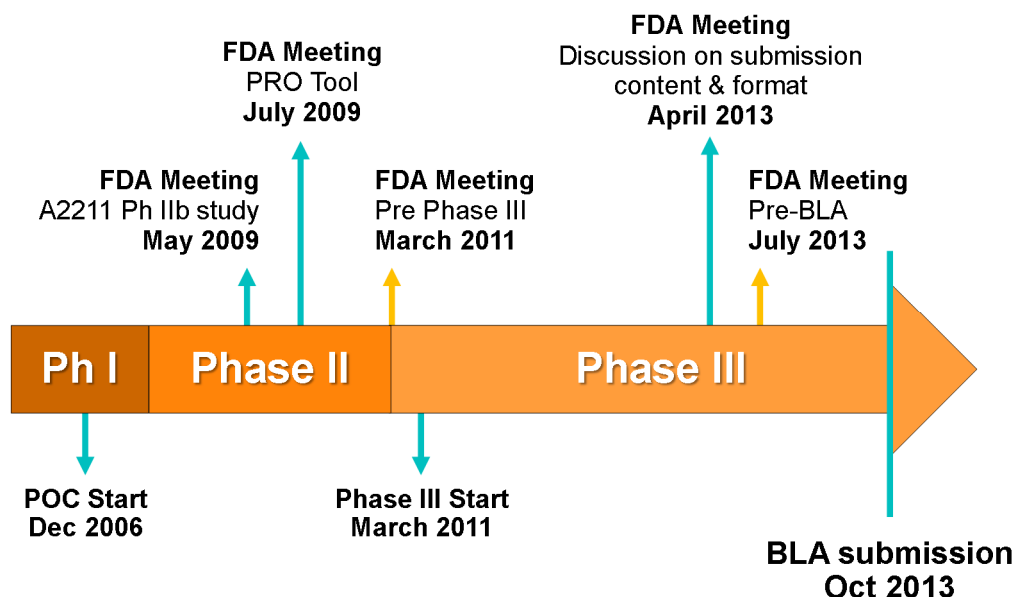 FDA Meeting
PRO Tool
July 2009
FDA Meeting
Discussion on submission
content & format
April 2013
FDA Meeting
A2211 Ph IIb study
May 2009
FDA Meeting
Pre Phase III
March 2011
FDA Meeting
Pre-BLA
July 2013
Ph I
Phase II
Phase III
POC Start
Dec 2006
Phase III Start
March 2011
BLA submission
Oct 2013